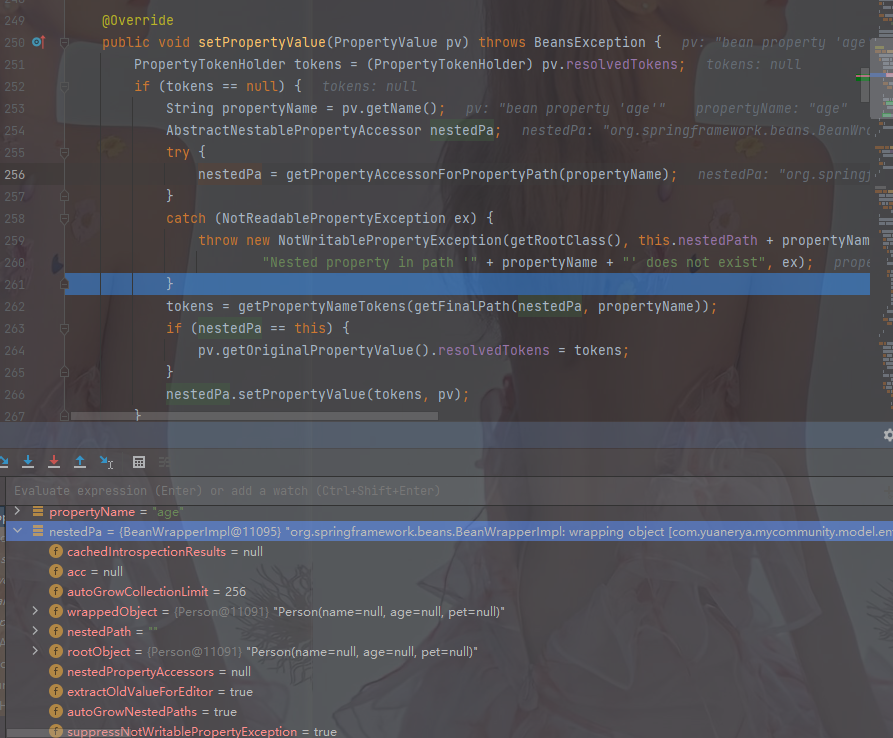 249 @Override
250 public void setPropertyValue(PropertyValue pv) throws BeansException { pv: "bean property 'age
251 PropertyTokenHolder tokens = (PropertyTokenHolder) pv.resolvedTokens; tokens: null
252 if (tokens == null) { tokens: null
253 String propertyName = pv.getName(); pv: "bean property 'age'" propertyName: "age"
254 AbstractNestablePropertyAccessor nestedPa; nestedPa: "org.springframework.beans.BeanWra
255 try {
256 nestedPa = getPropertyAccessorForPropertyPath(propertyName); nestedPa: "org.spring
257 }
258 catch (NotReadablePropertyException ex) {
259 throw new NotWritablePropertyException(getRootClass(), this.nestedPath + propertyNam
260 "Nested property in path '" + propertyName + "' does not exist", ex); prope
261 }
262 tokens = getPropertyNameTokens(getFinalPath(nestedPa, propertyName));
263 if (nestedPa == this) {
264 pv.getOriginalPropertyValue().resolvedTokens = tokens;
265 }
266 nestedPa.setPropertyValue(tokens, pv);
267 }
Evaluate expression (Enter) or add a watch (Ctrl+Shift+Enter)
propertyName = "age"
nestedPa = {BeanWrapperImpl@11095} "org.springframework.beans.BeanWrapperImpl: wrapping object [com.yuanerya.mycommunity.model.en
f cachedIntrospectionResults = null
f acc = null
f autoGrowCollectionLimit = 256
f wrappedObject = {Person@11091} "Person(name=null, age=null, pet=null)"
f nestedPath = ""
f rootObject = {Person@11091} "Person(name=null, age=null, pet=null)"
f nestedPropertyAccessors = null
f extractOldValueForEditor = true
f autoGrowNestedPaths = true
f suppressNotWritablePropertyException = true